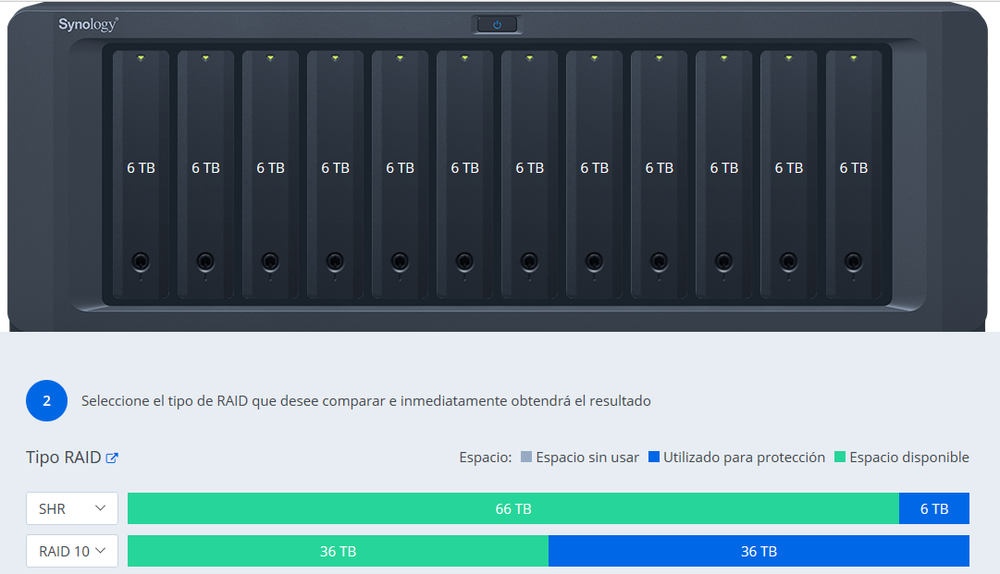 Synology
6 TB 6 TB 6 TB 6 TB 6 TB 6 TB 6 TB 6 TB 6 TB 6 TB 6 TB 6 TB
2 Seleccione el tipo de RAID que desee comparar e inmediatamente obtendrá el resultado
Tipo RAID Espacio: Espacio sin usar Utilizado para protección Espacio disponible
SHR 66 TB 6 TB
RAID 10 36 TB 36 TB